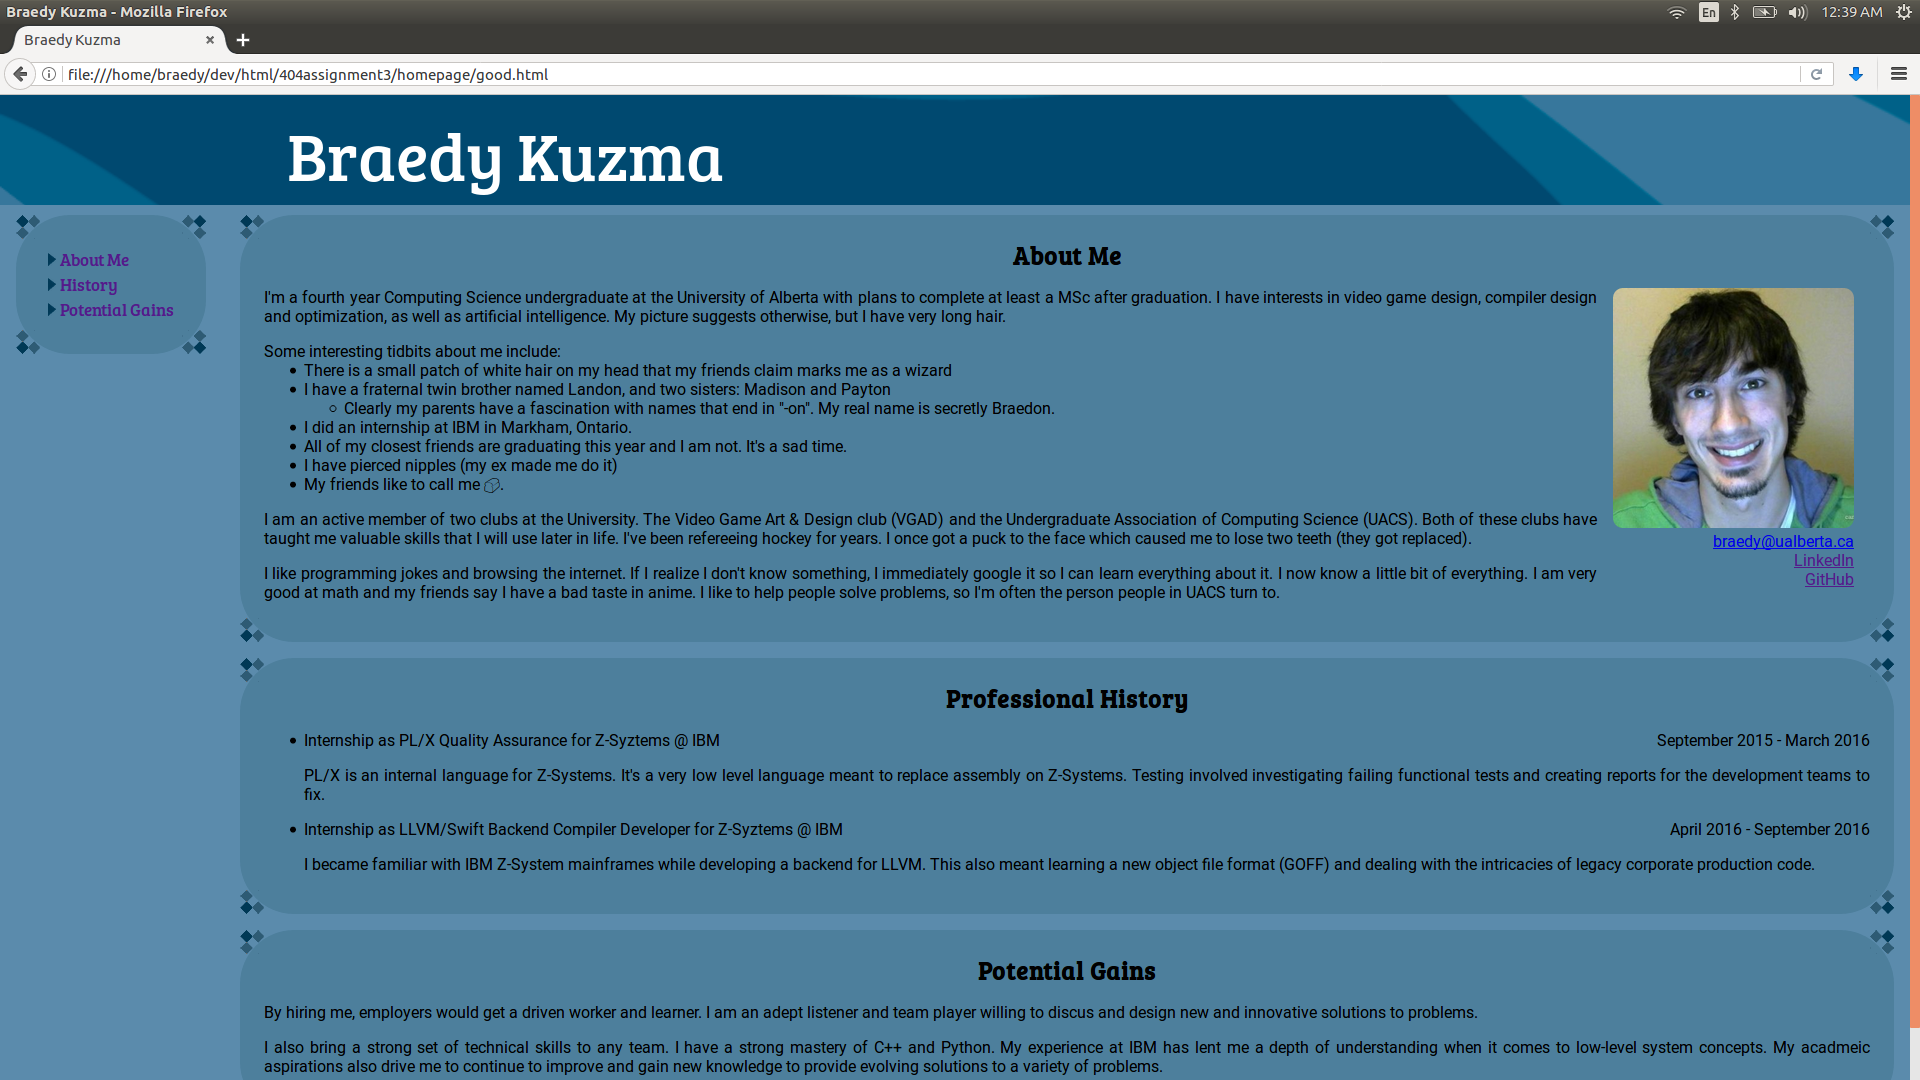 Braedy Kuzma - Mozilla Firefox
En
12:39 AM
Braedy Kuzma
file:///home/braedy/dev/html/404assignment3/homepage/good.html
Braedy Kuzma
About Me
History
Potential Gains
About Me
I'm a fourth year Computing Science undergraduate at the University of Alberta with plans to complete at least a MSc after graduation. I have interests in video game design, compiler design
and optimization, as well as artificial intelligence. My picture suggests otherwise, but I have very long hair.
Some interesting tidbits about me include:
There is a small patch of white hair on my head that my friends claim marks me as a wizard
I have a fraternal twin brother named Landon, and two sisters: Madison and Payton
Clearly my parents have a fascination with names that end in "-on". My real name is secretly Braedon.
I did an internship at IBM in Markham, Ontario.
All of my closest friends are graduating this year and I am not. It's a sad time.
I have pierced nipples (my ex made me do it)
My friends like to call me .
I am an active member of two clubs at the University. The Video Game Art & Design club (VGAD) and the Undergraduate Association of Computing Science (UACS). Both of these clubs have
taught me valuable skills that I will use later in life. I've been refereeing hockey for years. I once got a puck to the face which caused me to lose two teeth (they got replaced).
I like programming jokes and browsing the internet. If I realize I don't know something, I immediately google it so I can learn everything about it. I now know a little bit of everything. I am very
good at math and my friends say I have a bad taste in anime. I like to help people solve problems, so I'm often the person people in UACS turn to.
braedy@ualberta.ca
LinkedIn
GitHub
Professional History
Internship as PL/X Quality Assurance for Z-Syztems @ IBM September 2015 - March 2016
PL/X is an internal language for Z-Systems. It's a very low level language meant to replace assembly on Z-Systems. Testing involved investigating failing functional tests and creating reports for the development teams to
fix.
Internship as LLVM/Swift Backend Compiler Developer for Z-Syztems @ IBM April 2016 - September 2016
I became familiar with IBM Z-System mainframes while developing a backend for LLVM. This also meant learning a new object file format (GOFF) and dealing with the intricacies of legacy corporate production code.
Potential Gains
By hiring me, employers would get a driven worker and learner. I am an adept listener and team player willing to discus and design new and innovative solutions to problems.
I also bring a strong set of technical skills to any team. I have a strong mastery of C++ and Python. My experience at IBM has lent me a depth of understanding when it comes to low-level system concepts. My acadmeic
aspirations also drive me to continue to improve and gain new knowledge to provide evolving solutions to a variety of problems.